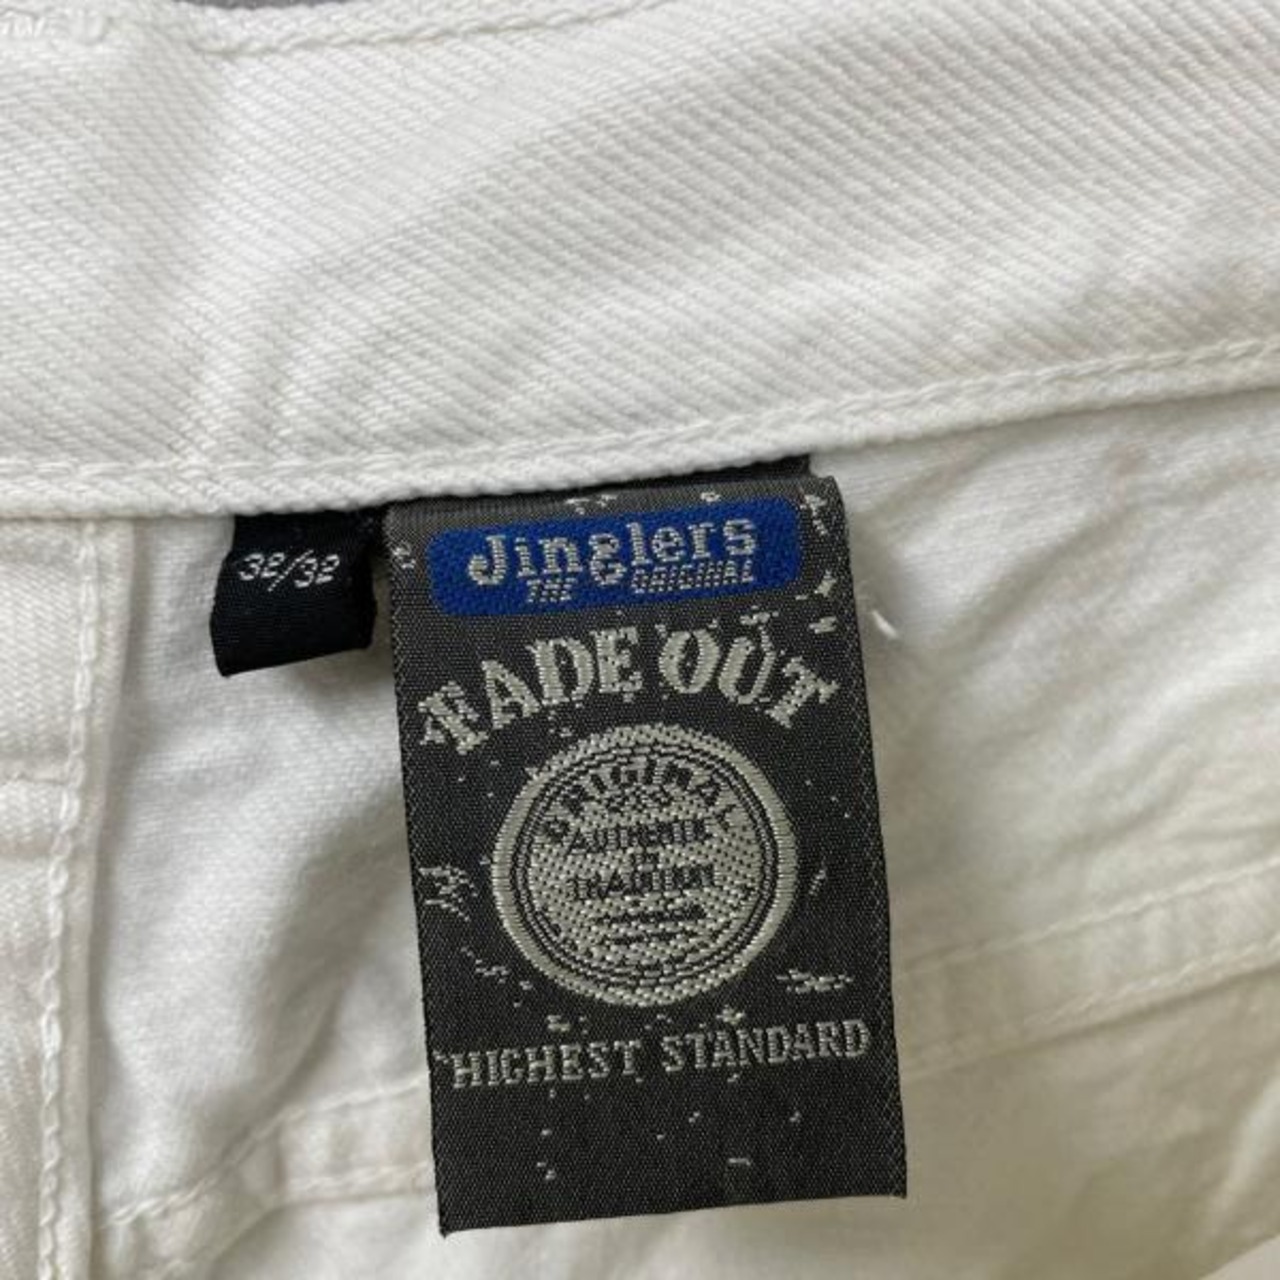 32/32
Jinglers
THE ORIGINAL
FADE OUT
ORIGINAL
AUTHENTIC
IN
TRADITION
HIGHEST STANDARD